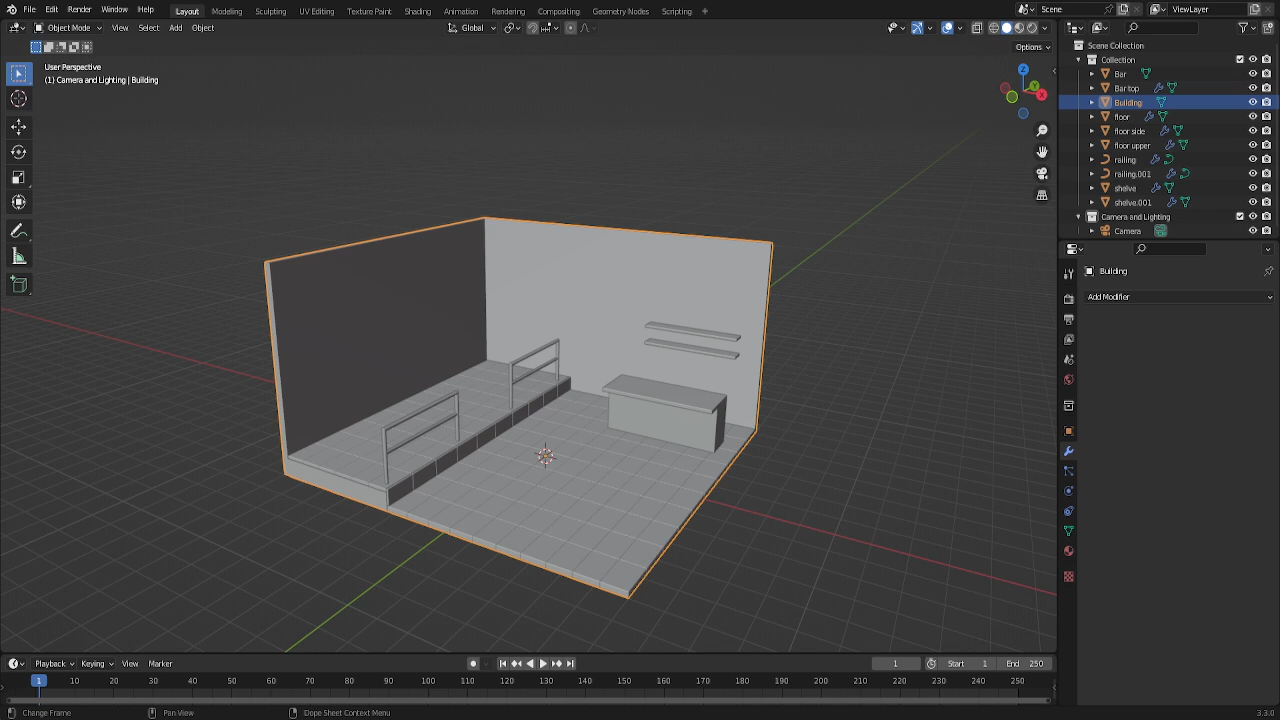 File Edit Render Window Help Layout Modeling Sculpting UV Editing Texture Paint Shading Animation Rendering Compositing Geometry Nodes Scripting + Scene ViewLayer
Object Mode View Select Add Object Global
Options
User Perspective
(1) Camera and Lighting | Building
Z
Y
X
Scene Collection
Collection
Bar
Bar top
Building
floor
floor side
floor upper
railing
railing.001
shelve
shelve.001
Camera and Lighting
Camera
Building
Add Modifier
Playback Keying View Marker 1 Start 1 End 250
1 10 20 30 40 50 60 70 80 90 100 110 120 130 140 150 160 170 180 190 200 210 220 230 240 250
Change Frame Pan View Dope Sheet Context Menu 3.3.0